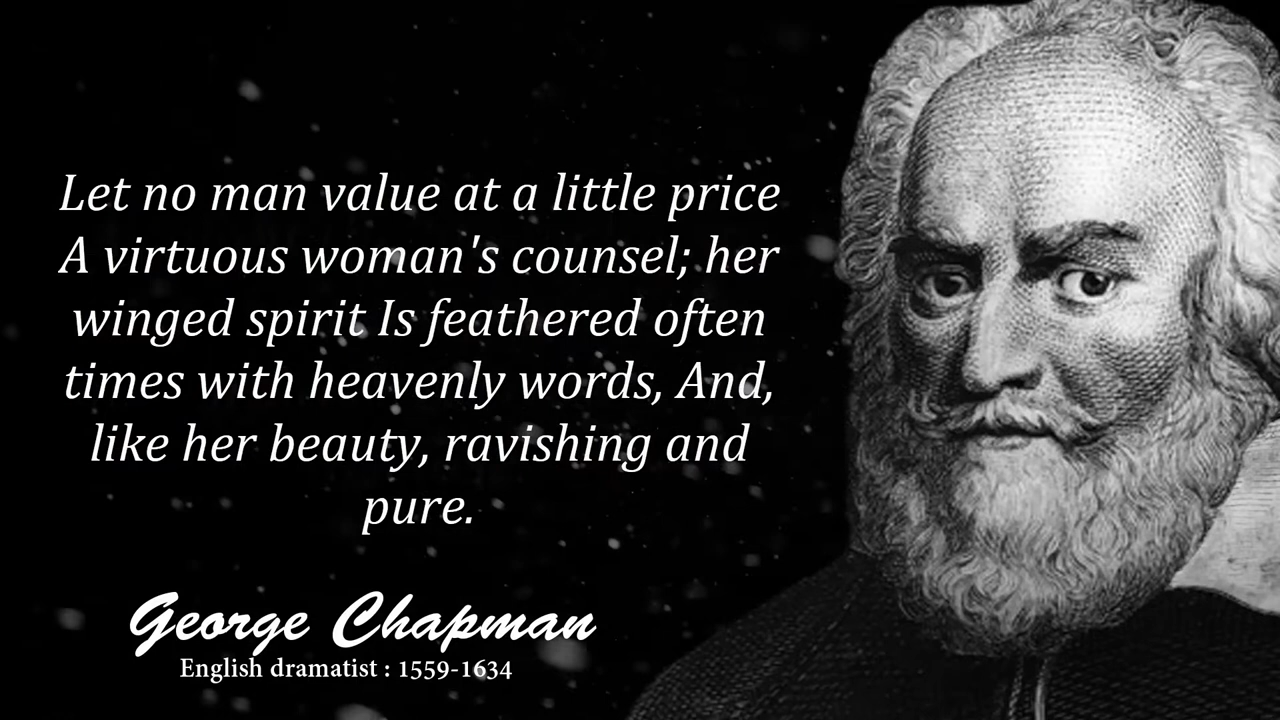 Let no man value at a little price
A virtuous woman's counsel; her
winged spirit Is feathered often
times with heavenly words, And,
like her beauty, ravishing and
pure.
George Chapman
English dramatist : 1559-1634